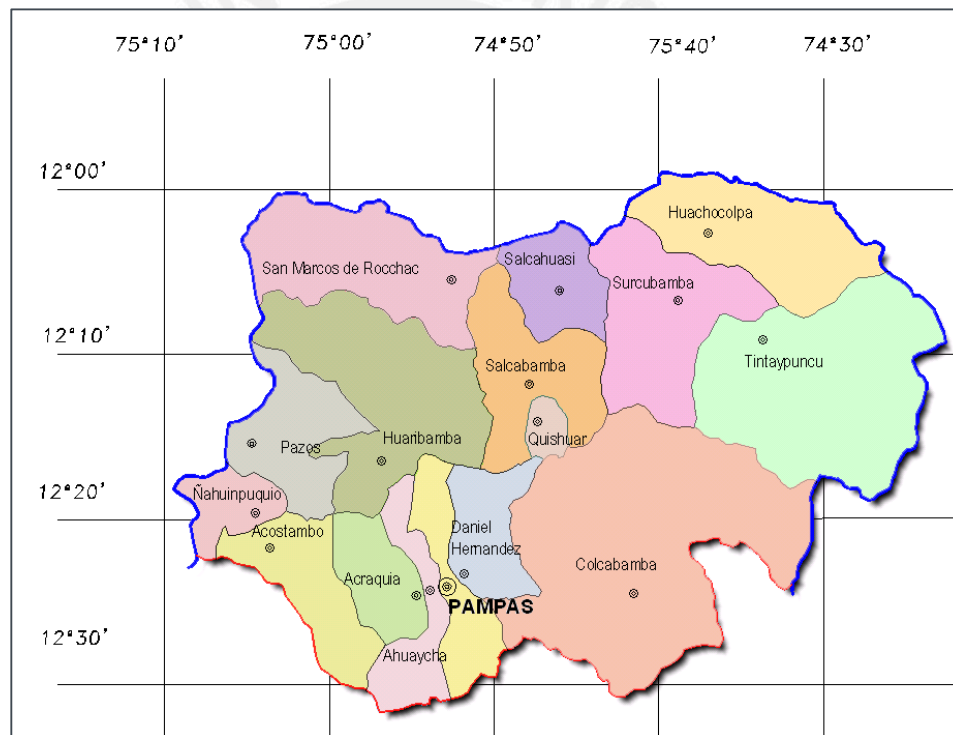 75°10' 75°00' 74°50' 75°40' 74°30'
12°00'
Huachocolpa
San Marcos de Rocchac
Salcahuasi
Surcubamba
12°10'
Tintaypuncu
Salcabamba
Pazos
Huaribamba
Quishuar
12°20'
Ñahuinpuquio
Acostambo
Daniel
Hernandez
Colcabamba
Acraquia
PAMPAS
12°30'
Ahuaycha